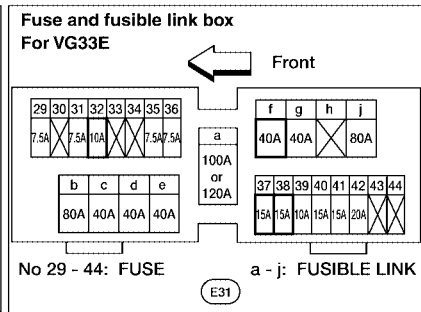 Fuse and fusible link box
For VG33E
Front
29 30 31 32 33 34 35 36
7.5A 7.5A 10A 7.5A 7.5A
a
100A
or
120A
f g h j
40A 40A 80A
b c d e
80A 40A 40A 40A
37 38 39 40 41 42 43 44
15A 15A 10A 15A 15A 20A
No 29 - 44: FUSE
a - j: FUSIBLE LINK
E31